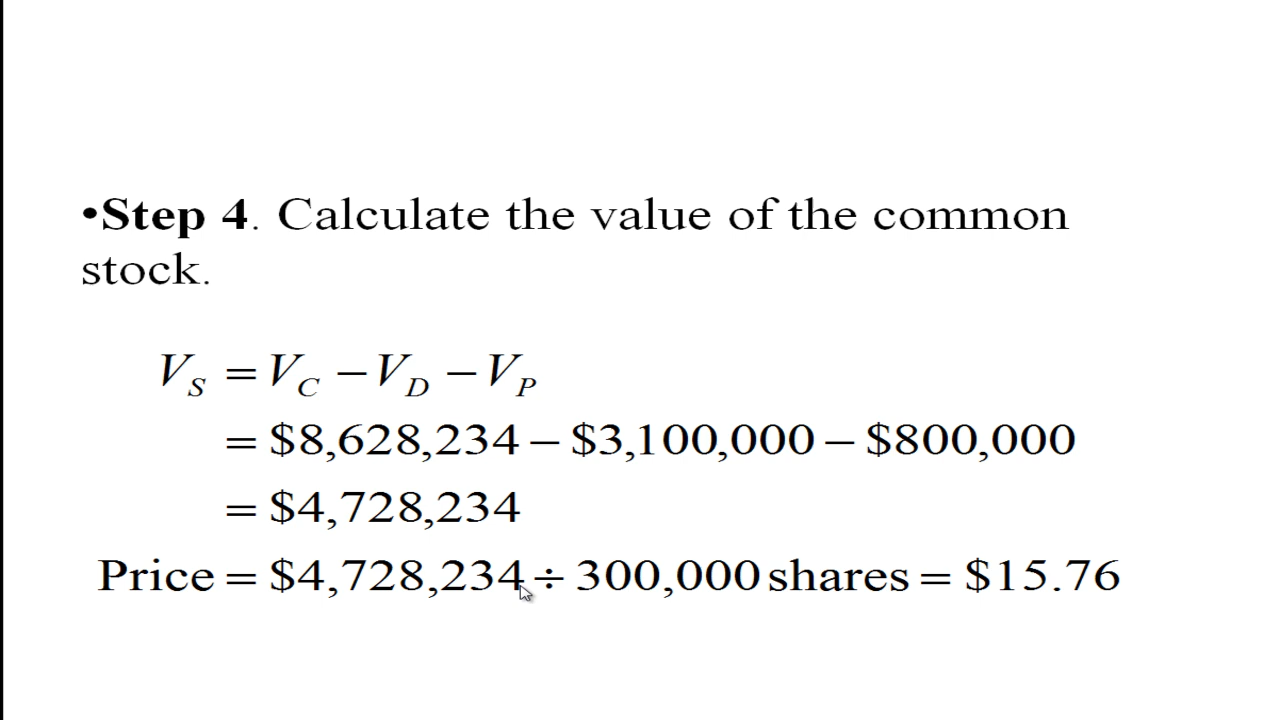 •Step 4. Calculate the value of the common
stock.
V_S = V_C − V_D − V_P
= $8,628,234 − $3,100,000 − $800,000
= $4,728,234
Price = $4,728,234 ÷ 300,000 shares = $15.76